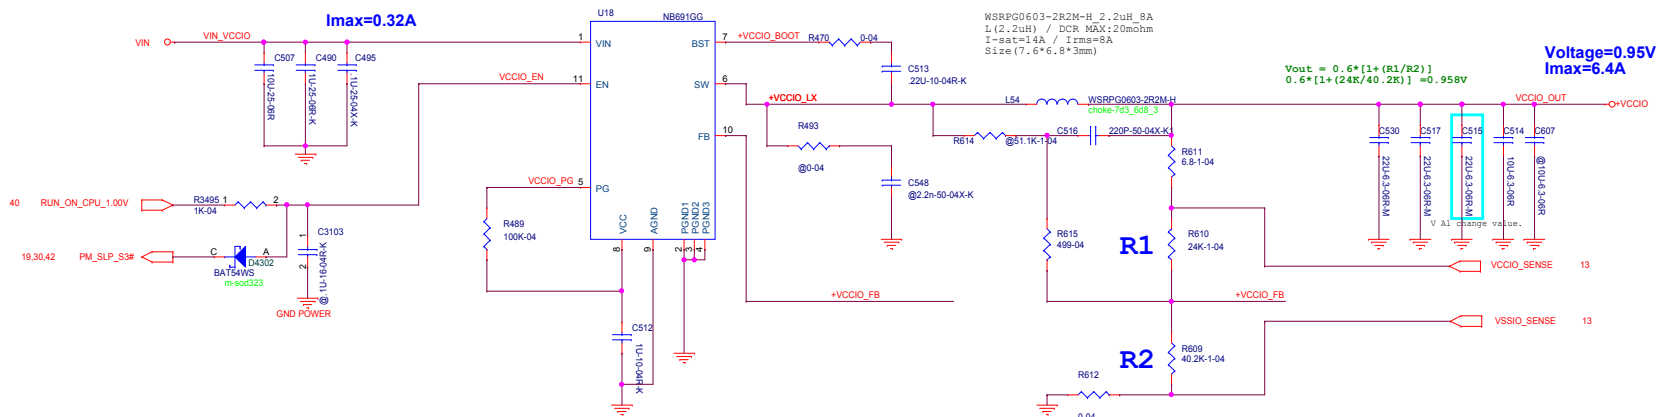 Imax=0.32A
U18
NB691GG
VIN
VIN_VCCIO
1
VIN
BST
7
+VCCIO_BOOT
R470
0-04
WSRPG0603-2R2M-H_2.2uH_8A
L(2.2uH) / DCR MAX:20mohm
I-sat=14A / Irms=8A
Size(7.6*6.8*3mm)
Voltage=0.95V
Imax=6.4A
Vout = 0.6*[1+(R1/R2)]
0.6*[1+(24K/40.2K)] =0.958V
C507
10U-25-06R
C490
1U-25-06R-K
C495
.1U-25-04X-K
VCCIO_EN
11
EN
SW
6
C513
.22U-10-04R-K
+VCCIO_LX
L54
WSRPG0603-2R2M-H
choke-7d3_6d8_3
VCCIO_OUT
+VCCIO
FB
10
R493
@0-04
R614
@51.1K-1-04
C516
220P-50-04X-K
R611
6.8-1-04
C530
22U-6.3-06R-M
C517
22U-6.3-06R-M
C515
22U-6.3-06R-M
C514
10U-6.3-06R
C607
@10U-6.3-06R
V A1 change value.
C548
@2.2n-50-04X-K
VCCIO_PG
5
PG
VCC
AGND
PGND1
PGND2
PGND3
8
9
2
3
4
R489
100K-04
40
RUN_ON_CPU_1.00V
R3495
1
2
1K-04
19,30,42
PM_SLP_S3#
C
A
D4302
BAT54WS
m-sod323
1
C3103
2
@.1U-16-04R-K
GND POWER
R615
499-04
R1
R610
24K-1-04
VCCIO_SENSE
13
+VCCIO_FB
+VCCIO_FB
VSSIO_SENSE
13
C512
1U-10-04R-K
R2
R609
40.2K-1-04
R612
0-04